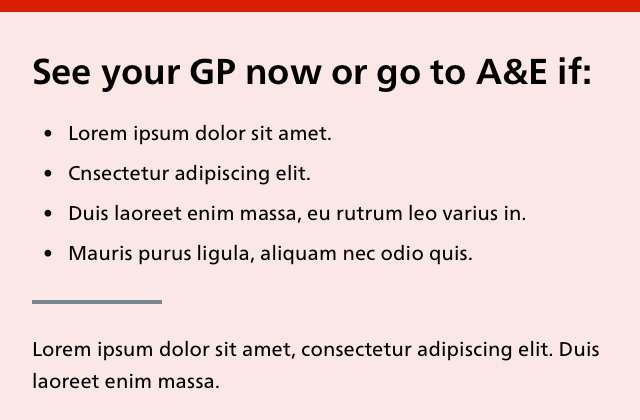 See your GP now or go to A&E if:
• Lorem ipsum dolor sit amet.
• Cnsectetur adipiscing elit.
• Duis laoreet enim massa, eu rutrum leo varius in.
• Mauris purus ligula, aliquam nec odio quis.
Lorem ipsum dolor sit amet, consectetur adipiscing elit. Duis
laoreet enim massa.